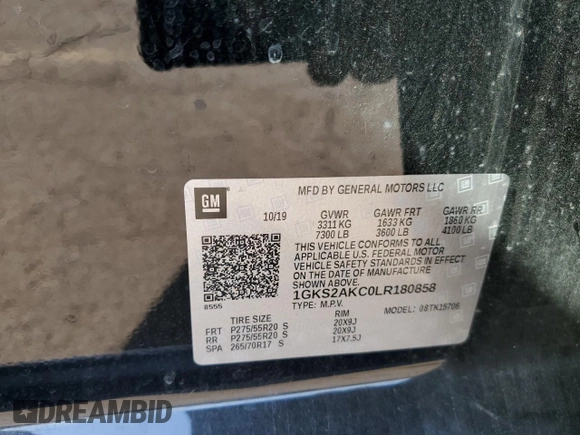 GM
MFD BY GENERAL MOTORS LLC
10/19 GVWR GAWR FRT GAWR RR
3311 KG 1633 KG 1860 KG
7300 LB 3600 LB 4100 LB
THIS VEHICLE CONFORMS TO ALL
APPLICABLE U.S. FEDERAL MOTOR
VEHICLE SAFETY STANDARDS IN EFFECT
ON THE DATE OF MANUFACTURE SHOWN ABOVE.
1GKS2AKC0LR180858
8555
TYPE: M.P.V. MODEL: 08TK15706
TIRE SIZE RIM
FRT P275/55R20 S 20X9J
RR P275/55R20 S 20X9J
SPA 265/70R17 S 17X7.5J
DREAMBID